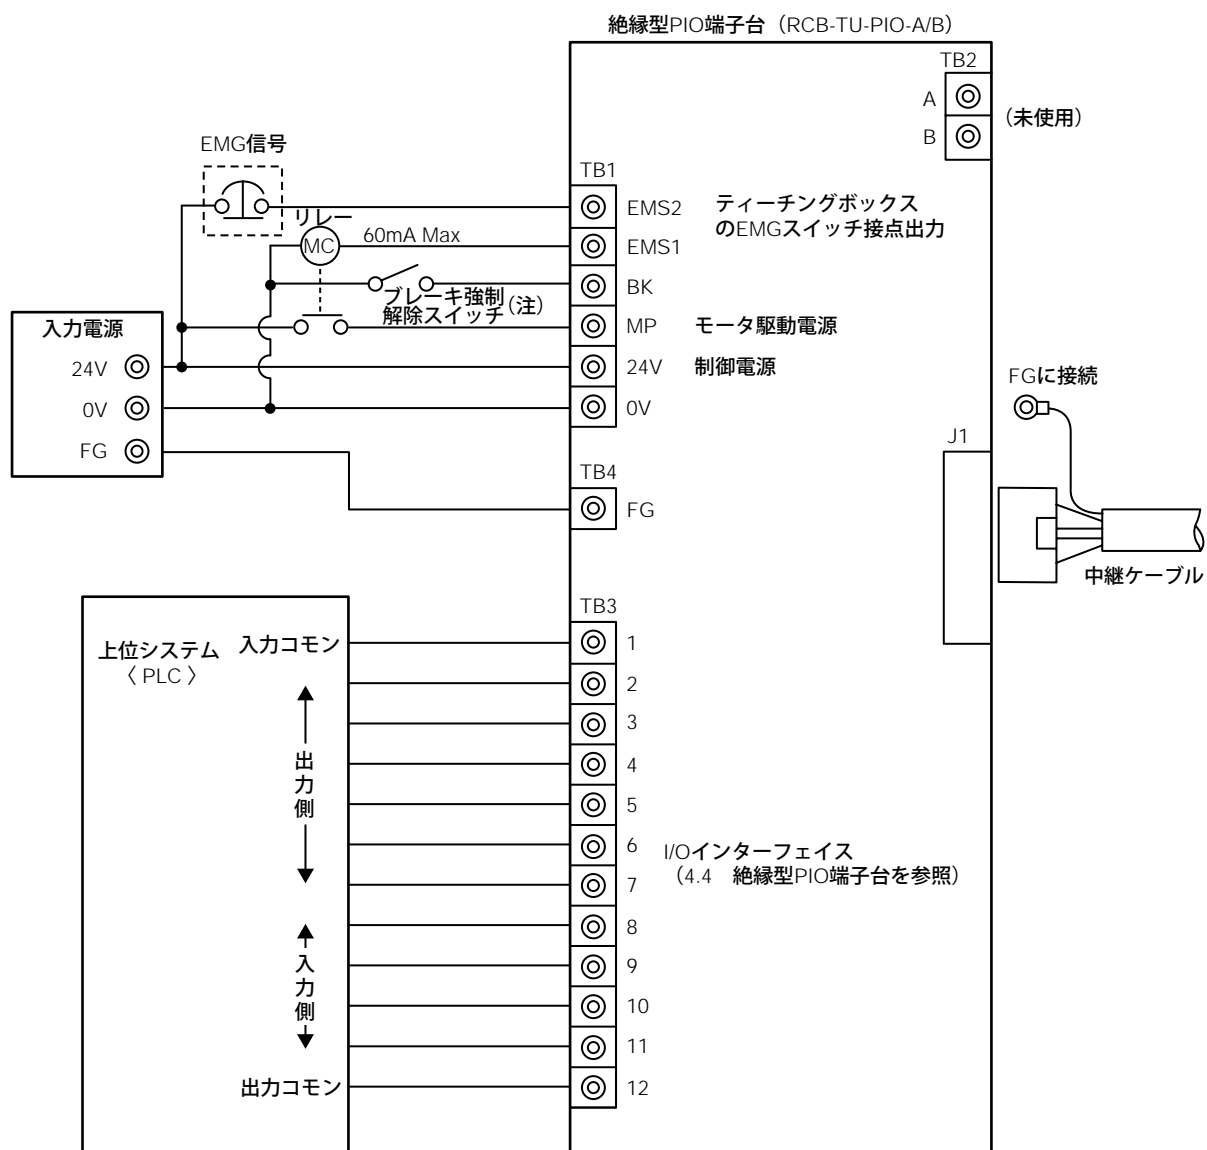 絶縁型PIO端子台（RCB-TU-PIO-A/B）
TB2
A
B
（未使用）
EMG信号
TB1
リレー
MC
60mA Max
EMS2
ティーチングボックス
のEMGスイッチ接点出力
EMS1
BK
ブレーキ強制
解除スイッチ
（注）
MP
モータ駆動電源
24V
制御電源
0V
入力電源
24V
0V
FG
TB4
FG
FGに接続
J1
中継ケーブル
TB3
上位システム
〈 PLC 〉
入力コモン
出力側
入力側
出力コモン
1
2
3
4
5
6
7
8
9
10
11
12
I/Oインターフェイス
（4.4　絶縁型PIO端子台を参照）